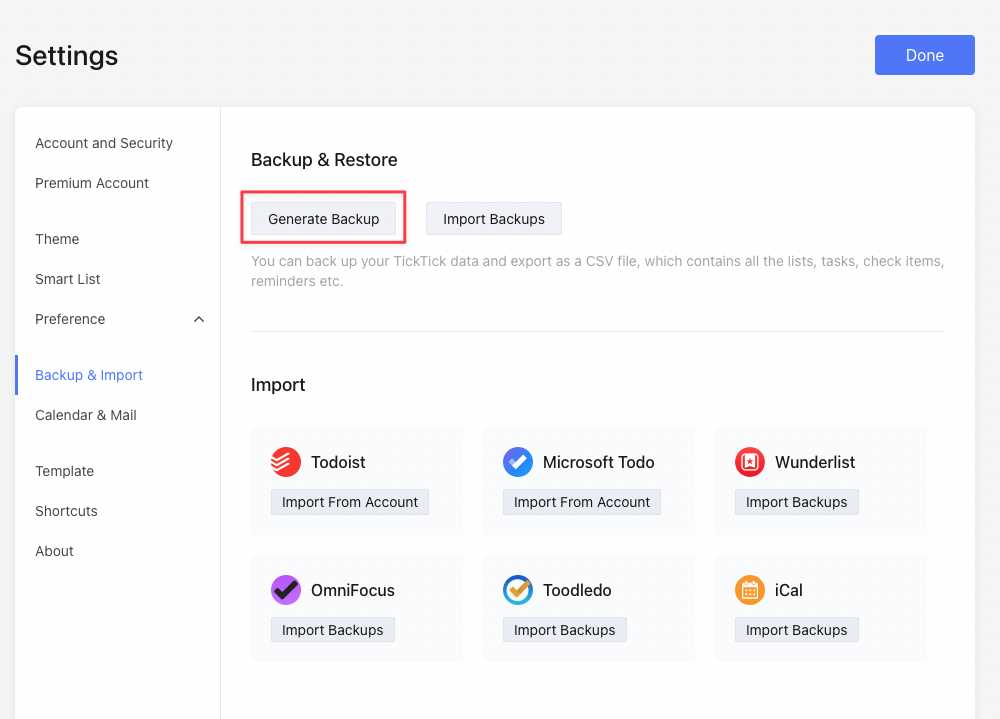 Settings
Done
Account and Security
Premium Account
Theme
Smart List
Preference
Backup & Import
Calendar & Mail
Template
Shortcuts
About
Backup & Restore
Generate Backup
Import Backups
You can back up your TickTick data and export as a CSV file, which contains all the lists, tasks, check items,
reminders etc.
Import
Todoist
Import From Account
Microsoft Todo
Import From Account
Wunderlist
Import Backups
OmniFocus
Import Backups
Toodledo
Import Backups
iCal
Import Backups